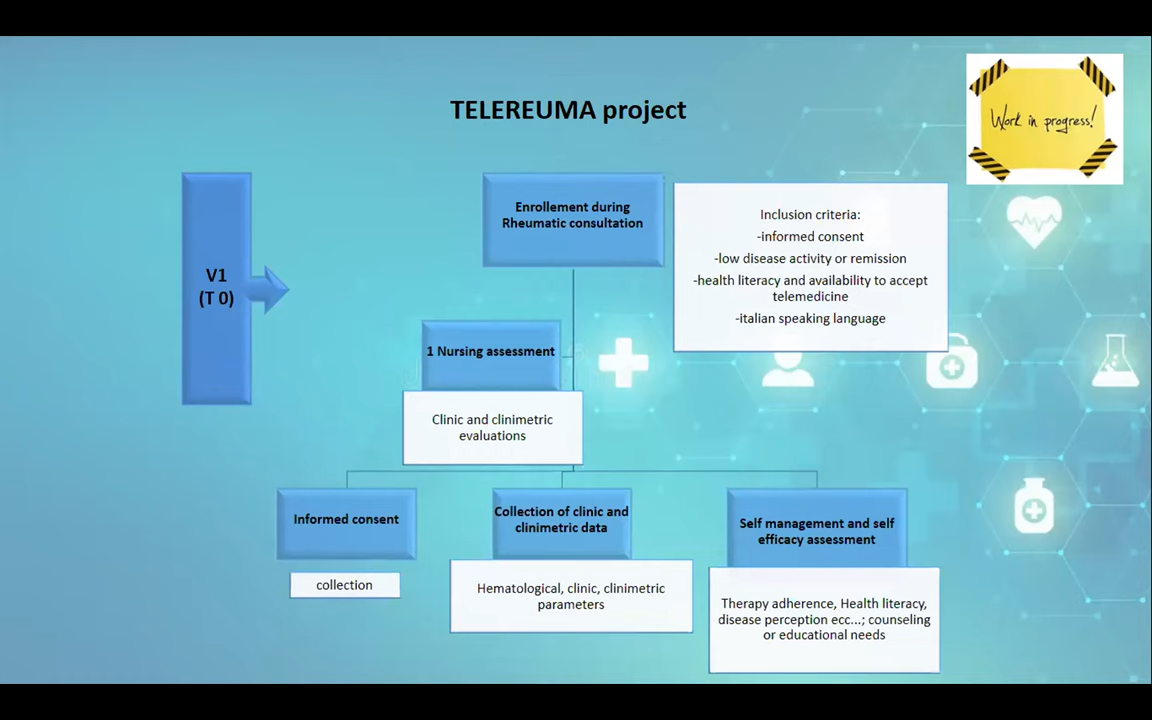 TELEREUMA project
Work in progress!
V1
(T 0)
Enrollement during
Rheumatic consultation
Inclusion criteria:
-informed consent
-low disease activity or remission
-health literacy and availability to accept
telemedicine
-italian speaking language
1 Nursing assessment
Clinic and clinimetric
evaluations
Informed consent
collection
Collection of clinic and
clinimetric data
Hematological, clinic, clinimetric
parameters
Self management and self
efficacy assessment
Therapy adherence, Health literacy,
disease perception ecc...; counseling
or educational needs